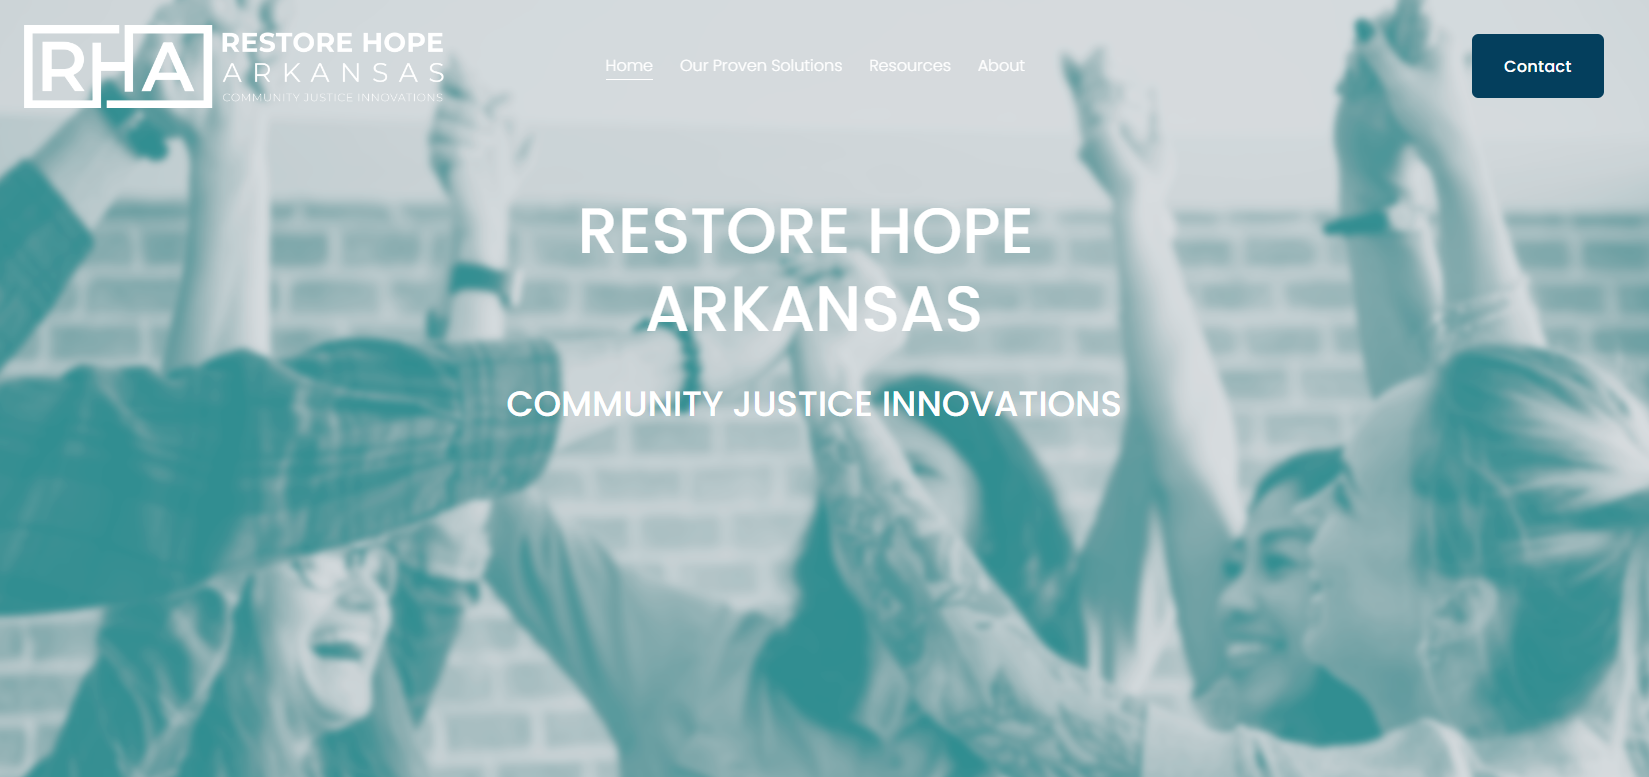 RHA
RESTORE HOPE
ARKANSAS
COMMUNITY JUSTICE INNOVATIONS
Home Our Proven Solutions Resources About
Contact
RESTORE HOPE
ARKANSAS
COMMUNITY JUSTICE INNOVATIONS